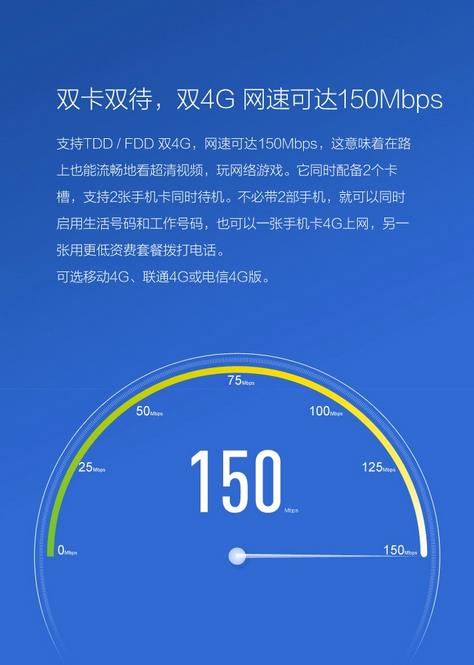 双卡双待，双4G 网速可达150Mbps
支持TDD / FDD 双4G，网速可达150Mbps，这意味着在路
上也能流畅地看超清视频，玩网络游戏。它同时配备2个卡
槽，支持2张手机卡同时待机。不必带2部手机，就可以同时
启用生活号码和工作号码，也可以一张手机卡4G上网，另一
张用更低资费套餐拨打电话。
可选移动4G、联通4G或电信4G版。
75Mbps
50Mbps
100Mbps
25Mbps
125Mbps
150Mbps
0Mbps
150Mbps